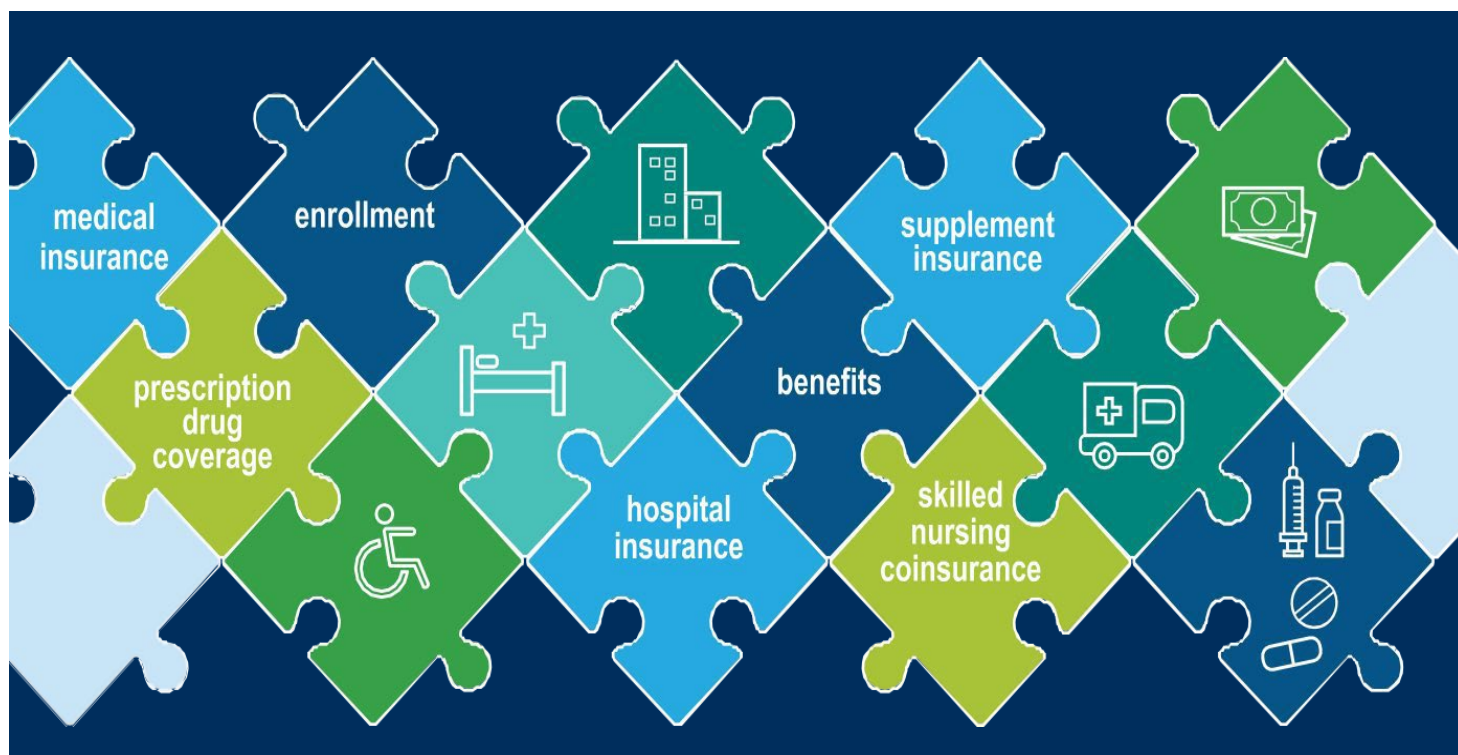 medical
insurance
enrollment
supplement
insurance
prescription
drug
coverage
benefits
hospital
insurance
skilled
nursing
coinsurance